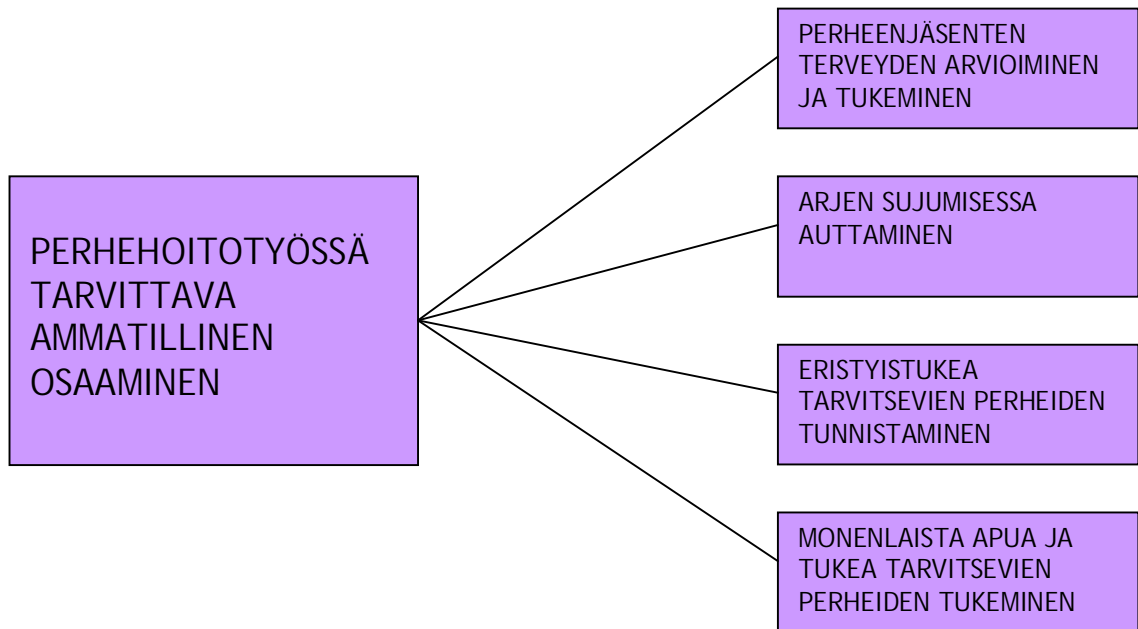 PERHEENJÄSENTEN
TERVEYDEN ARVIOIMINEN
JA TUKEMINEN
PERHEHOITOTYÖSSÄ
TARVITTAVA
AMMATILLINEN
OSAAMINEN
ARJEN SUJUMISESSA
AUTTAMINEN
ERISTYISTUKEA
TARVITSEVIEN PERHEIDEN
TUNNISTAMINEN
MONENLAISTA APUA JA
TUKEA TARVITSEVIEN
PERHEIDEN TUKEMINEN